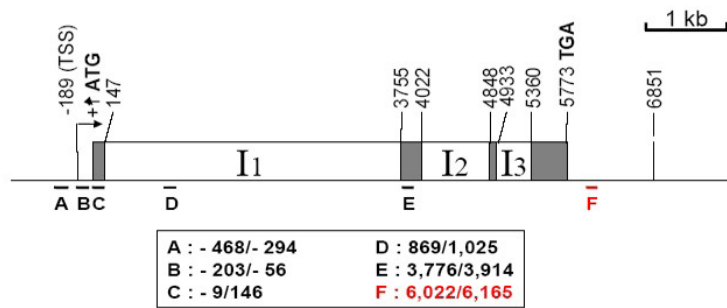 1 kb
-189 (TSS)
+1 ATG
147
3755
4022
4848
4933
5360
5773 TGA
6851
I1
I2
I3
A
B
C
D
E
F
A : - 468/- 294
D : 869/1,025
B : - 203/- 56
E : 3,776/3,914
C : - 9/146
F : 6,022/6,165